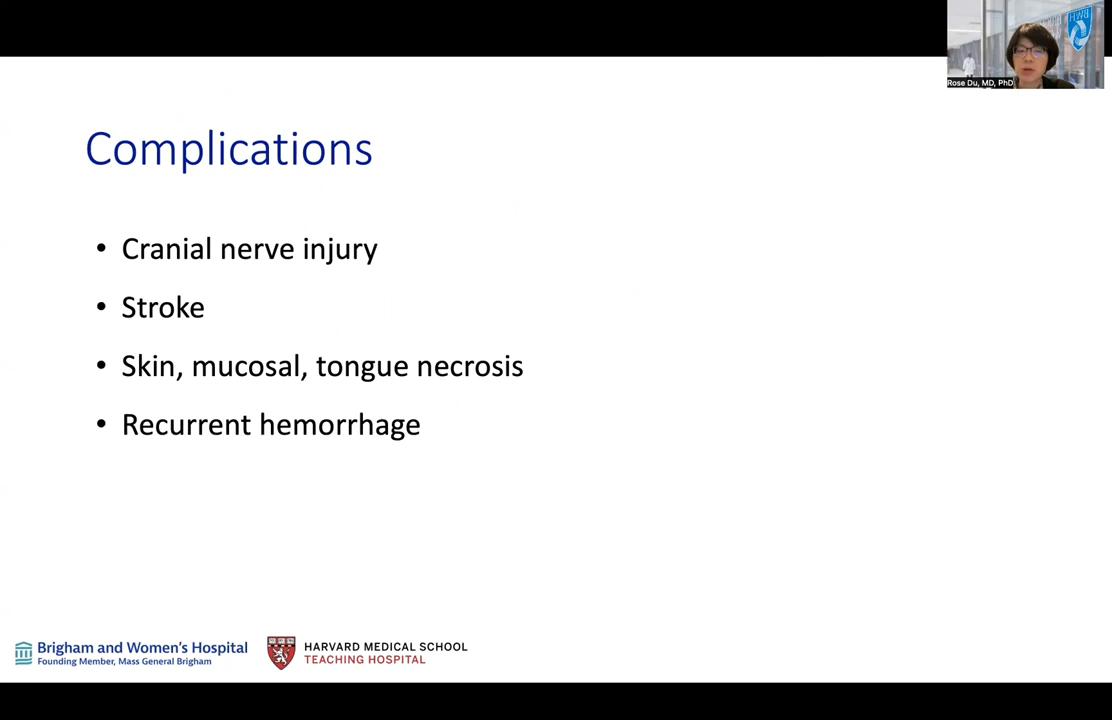 Rose Du, MD, PhD
Complications
• Cranial nerve injury
• Stroke
• Skin, mucosal, tongue necrosis
• Recurrent hemorrhage
Brigham and Women's Hospital
Founding Member, Mass General Brigham
HARVARD MEDICAL SCHOOL
TEACHING HOSPITAL